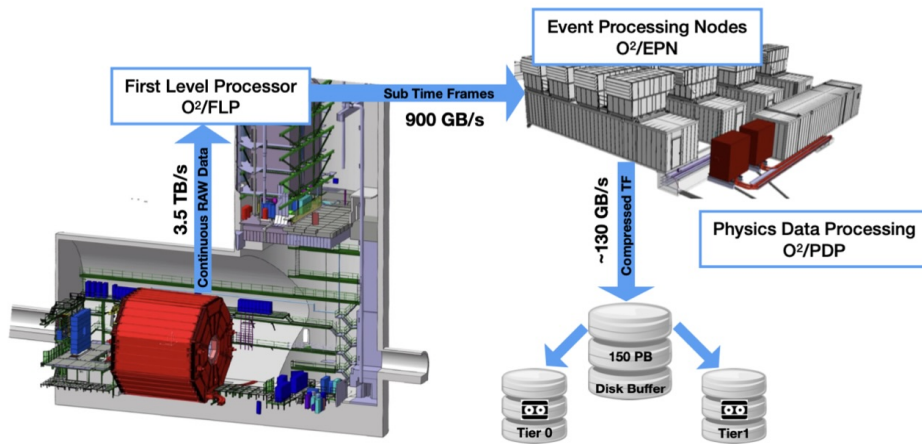 Event Processing Nodes
O²/EPN
First Level Processor
O²/FLP
Sub Time Frames
900 GB/s
3.5 TB/s
Continuous RAW Data
~130 GB/s
Compressed TF
Physics Data Processing
O²/PDP
150 PB
Disk Buffer
Tier 0
Tier1